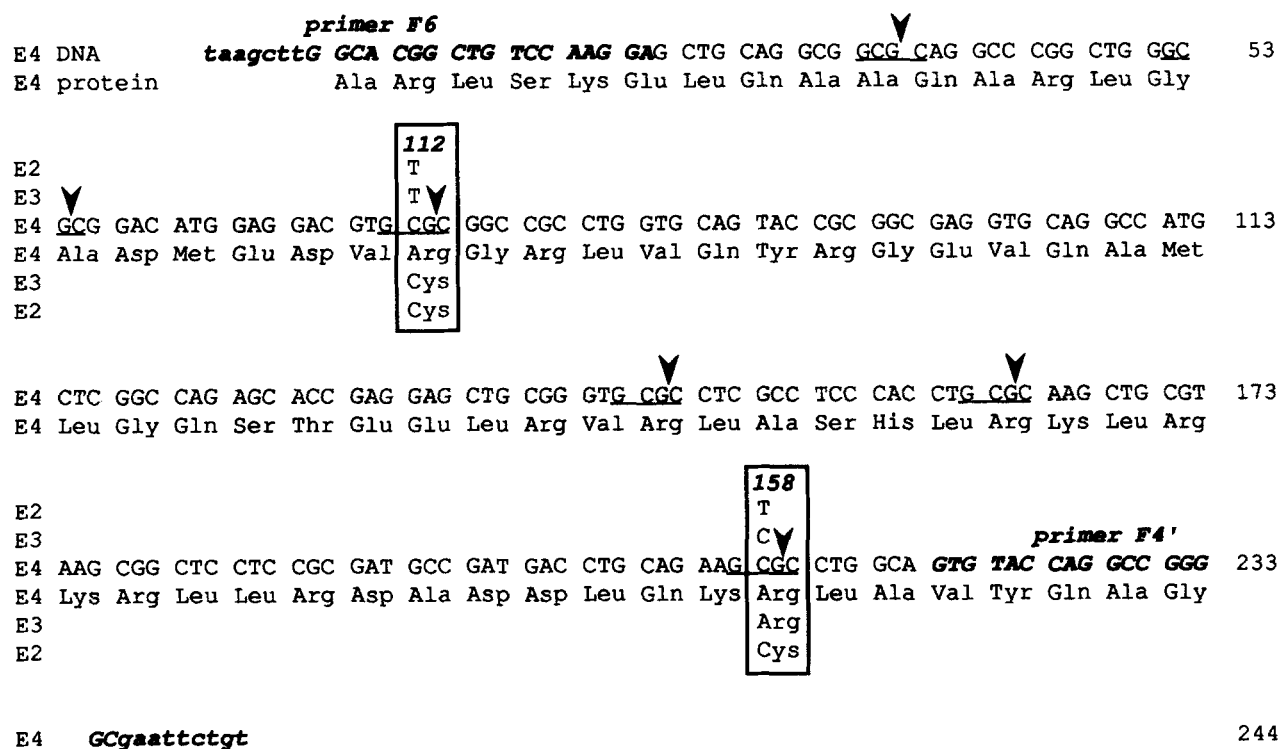 primer F6
E4 DNA taagcttG GCA CGG CTG TCC AAG GAG CTG CAG GCG GCG CAG GCC CGG CTG GGC 53
E4 protein Ala Arg Leu Ser Lys Glu Leu Gln Ala Ala Gln Ala Arg Leu Gly
112
E2 T
E3 T
E4 GCG GAC ATG GAG GAC GTG CGC GGC CGC CTG GTG CAG TAC CGC GGC GAG GTG CAG GCC ATG 113
E4 Ala Asp Met Glu Asp Val Arg Gly Arg Leu Val Gln Tyr Arg Gly Glu Val Gln Ala Met
E3 Cys
E2 Cys
E4 CTC GGC CAG AGC ACC GAG GAG CTG CGG GTG CGC CTC GCC TCC CAC CTG CGC AAG CTG CGT 173
E4 Leu Gly Gln Ser Thr Glu Glu Leu Arg Val Arg Leu Ala Ser His Leu Arg Lys Leu Arg
158
E2 T
E3 C primer F4'
E4 AAG CGG CTC CTC CGC GAT GCC GAT GAC CTG CAG AAG CGC CTG GCA GTG TAC CAG GCC GGG 233
E4 Lys Arg Leu Leu Arg Asp Ala Asp Asp Leu Gln Lys Arg Leu Ala Val Tyr Gln Ala Gly
E3 Arg
E2 Cys
E4 GCgaattctgt 244